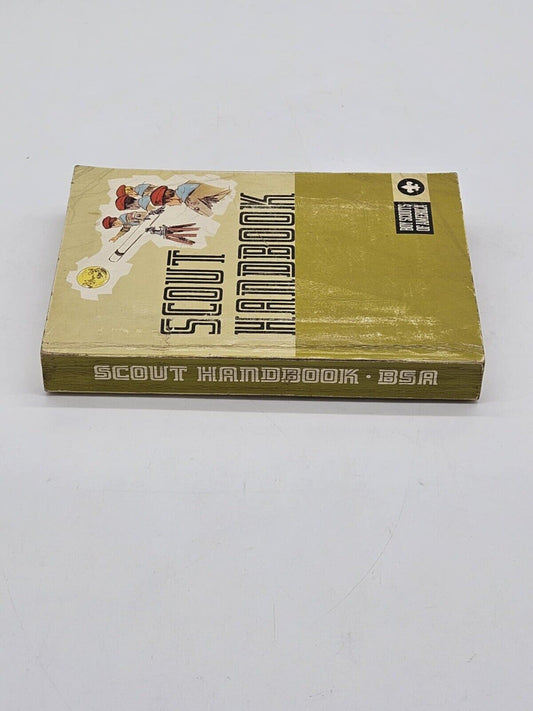 SCOUT
HANDBOOK
BOY SCOUTS
OF AMERICA
SCOUT HANDBOOK · BSA